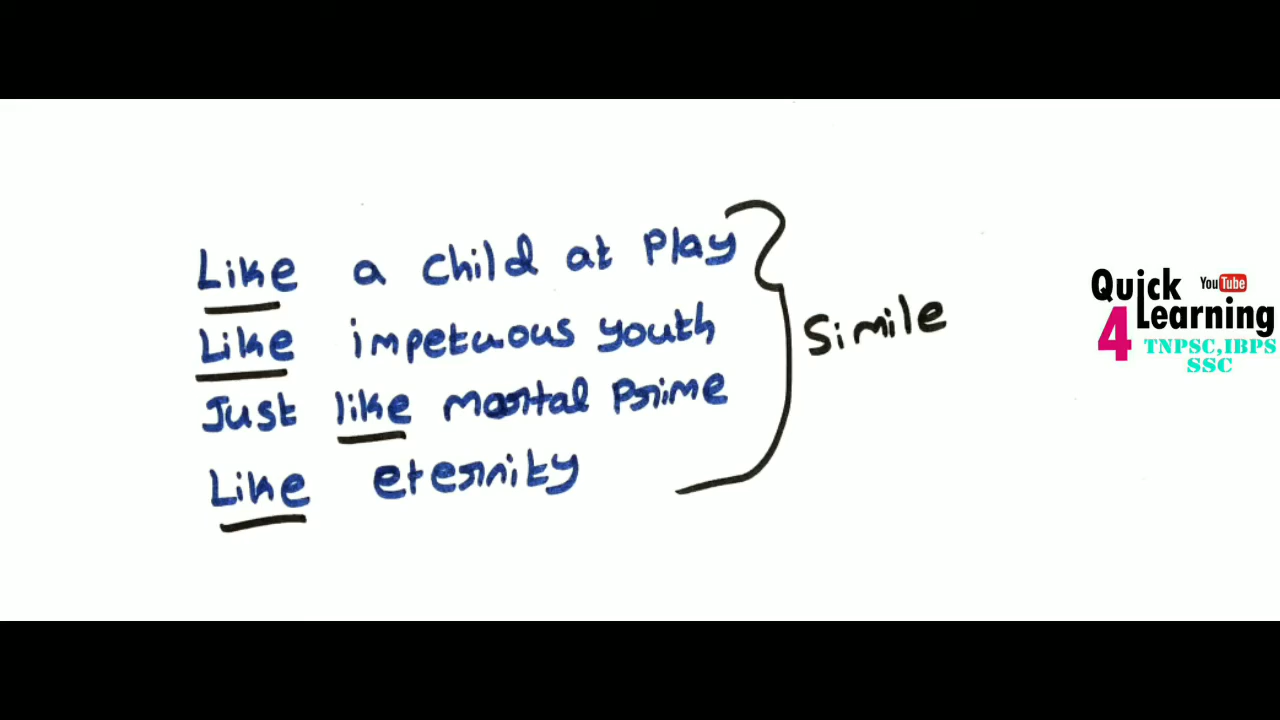 Like a child at Play
Like impetuous youth
Just like mortal Prime
Like eternity
Simile
Quick
YouTube
4 Learning
TNPSC,IBPS
SSC